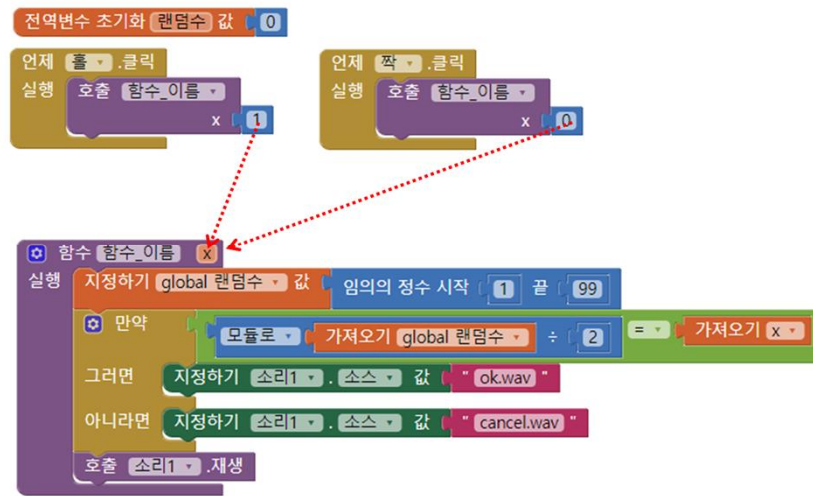 전역변수 초기화 랜덤수 값 0
언제 홀 .클릭
실행 호출 함수_이름
x 1
언제 짝 .클릭
실행 호출 함수_이름
x 0
함수 함수_이름 x
실행 지정하기 global 랜덤수 값 임의의 정수 시작 1 끝 99
만약 모듈로 가져오기 global 랜덤수 ÷ 2 = 가져오기 x
그러면 지정하기 소리1 . 소스 값 " ok.wav "
아니라면 지정하기 소리1 . 소스 값 " cancel.wav "
호출 소리1 .재생